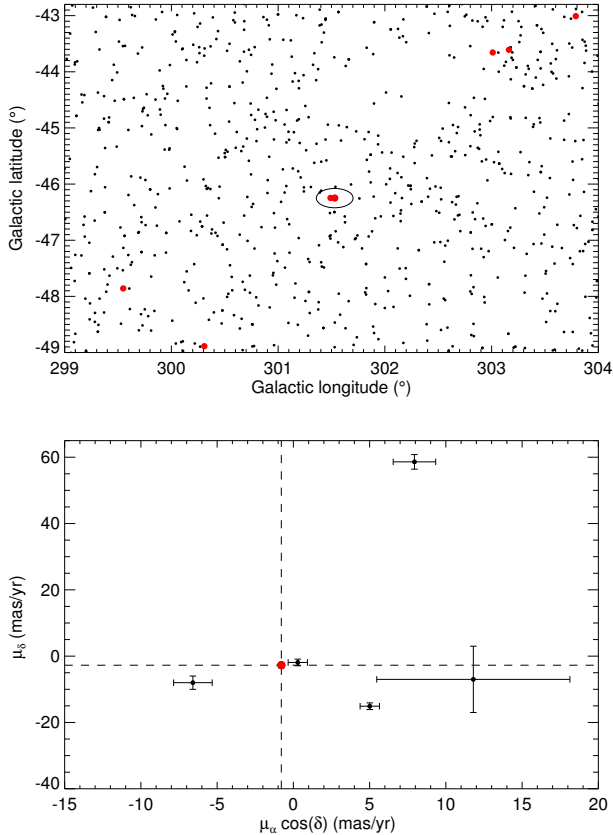 -43
-44
-45
-46
-47
-48
-49
Galactic latitude (°)
299 300 301 302 303 304
Galactic longitude (°)
60
40
20
0
-20
-40
μδ (mas/yr)
-15 -10 -5 0 5 10 15 20
μα cos(δ) (mas/yr)